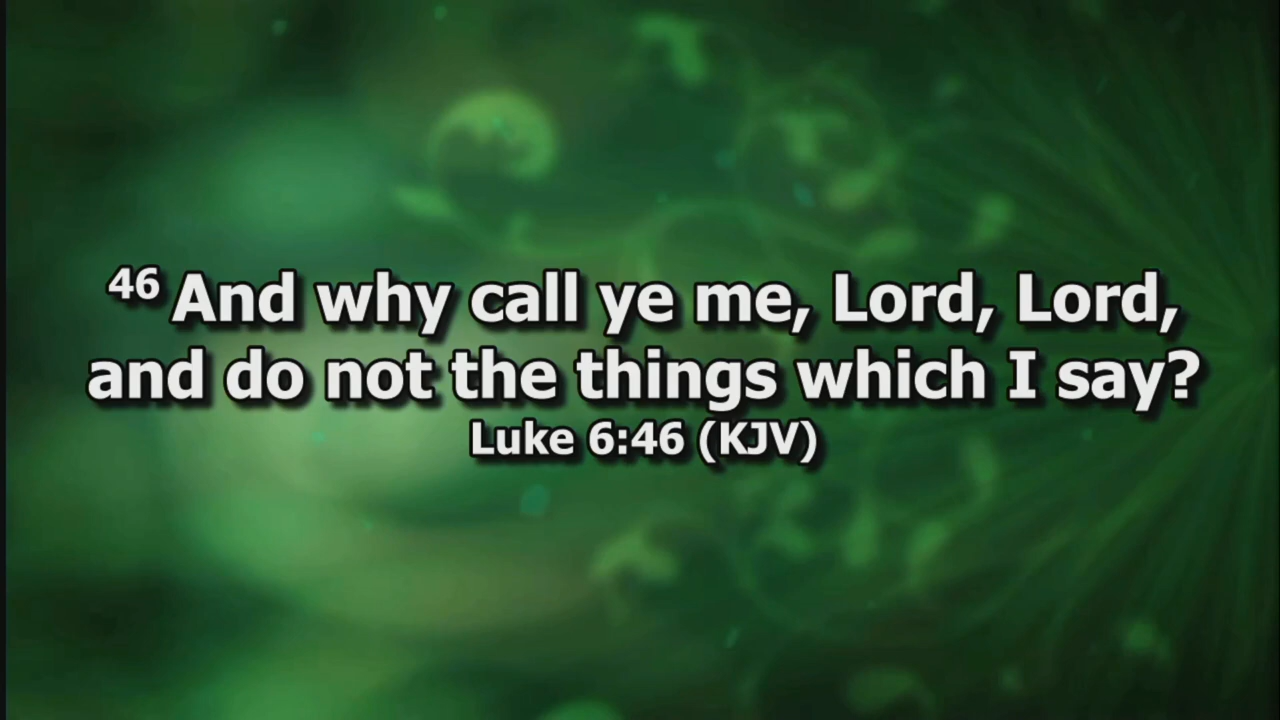 46 And why call ye me, Lord, Lord,
and do not the things which I say?
Luke 6:46 (KJV)